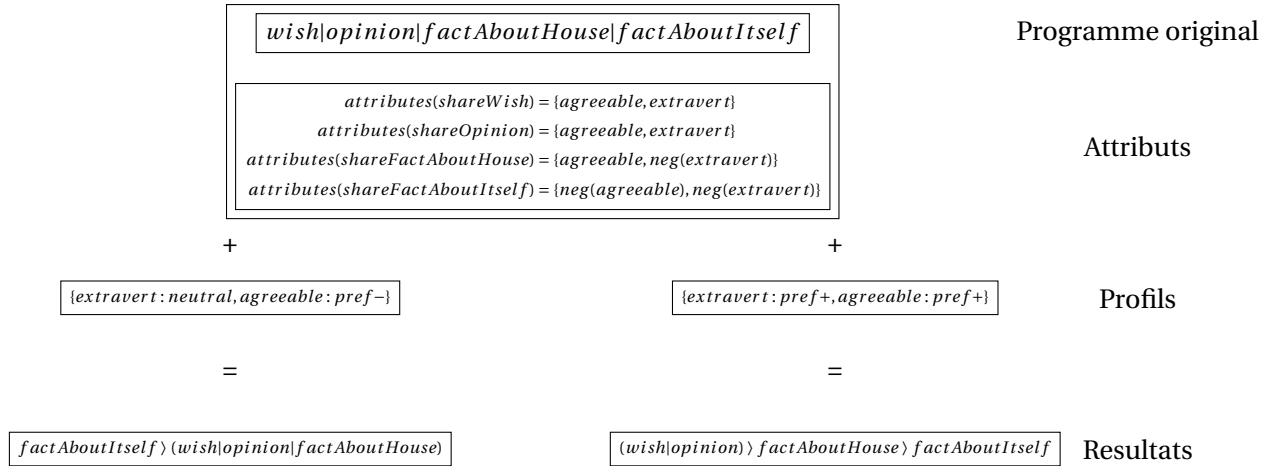 wish|opinion|factAboutHouse|factAboutItself
Programme original
attributes(shareWish) = {agreeable,extravert}
attributes(shareOpinion) = {agreeable,extravert}
attributes(shareFactAboutHouse) = {agreeable,neg(extravert)}
attributes(shareFactAboutItself) = {neg(agreeable),neg(extravert)}
Attributs
+ +
{extravert:neutral,agreeable:pref−} {extravert:pref+,agreeable:pref+} Profils
= =
factAboutItself⟩(wish|opinion|factAboutHouse) (wish|opinion)⟩factAboutHouse⟩factAboutItself Resultats